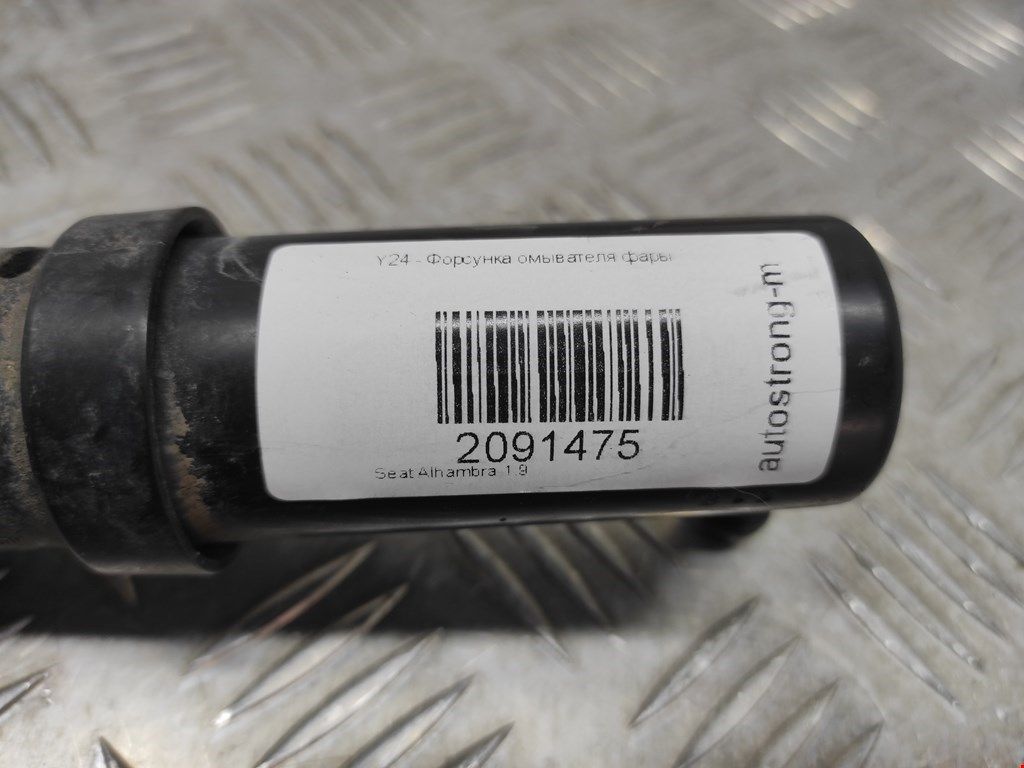 Y24 - Форсунка омывателя фары
2091475
Seat Alhambra 1.9
autostrong-m